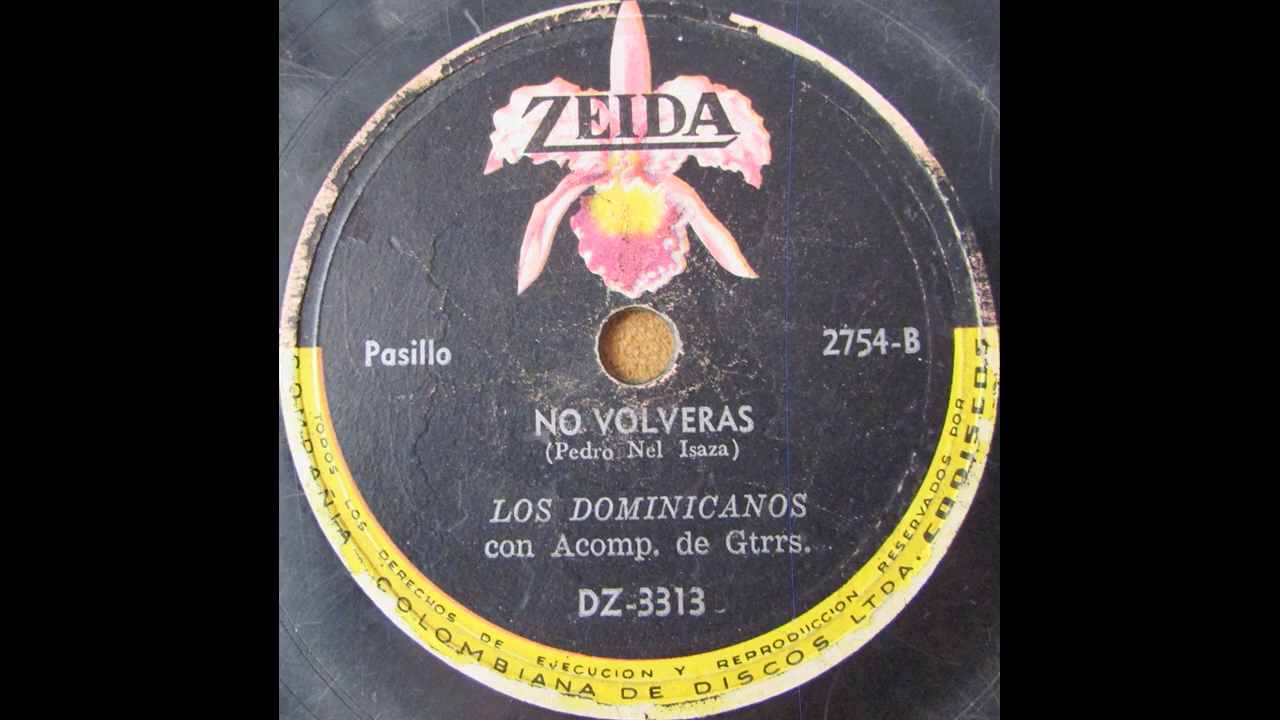 ZEIDA
Pasillo
2754-B
NO VOLVERAS
(Pedro Nel Isaza)
LOS DOMINICANOS
con Acomp. de Gtrrs.
DZ-3313
TODOS LOS DERECHOS DE EJECUCION Y REPRODUCCION RESERVADOS POR
COLOMBIANA DE DISCOS LTDA. CODISCOS